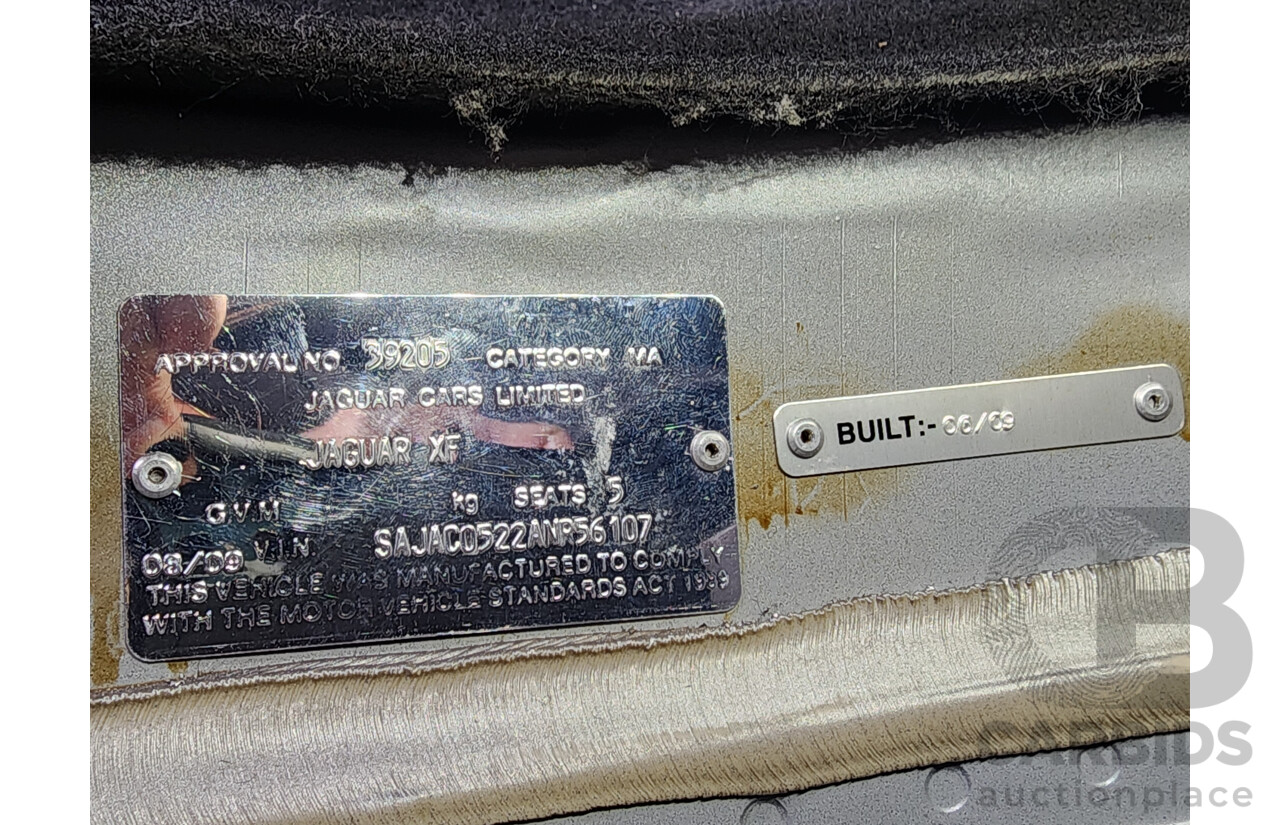 APPROVAL NO. 39205 CATEGORY MA
JAGUAR CARS LIMITED
JAGUAR XF
G.V.M kg SEATS 5
08/09 V.I.N. SAJAC0522ANR56107
THIS VEHICLE WAS MANUFACTURED TO COMPLY
WITH THE MOTOR VEHICLE STANDARDS ACT 1989
BUILT:- 06/09
CARBIDS
auctionplace